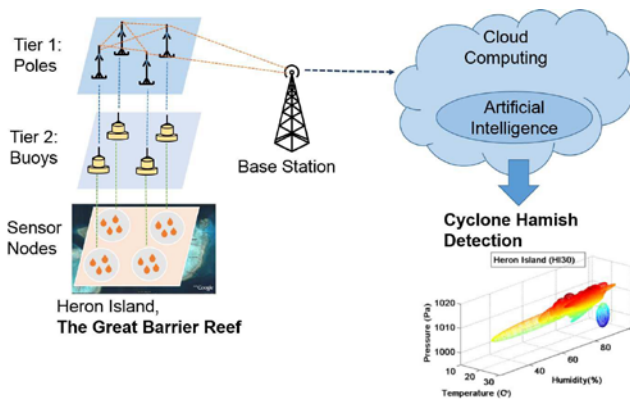 Tier 1:
Poles
Tier 2:
Buoys
Sensor
Nodes
Base Station
Cloud
Computing
Artificial
Intelligence
Heron Island,
The Great Barrier Reef
Cyclone Hamish
Detection
Heron Island (HI30)
Pressure (Pa)
1020
1010
1000
10
20
30
Temperature (C°)
40
60
80
Humidity(%)
Google